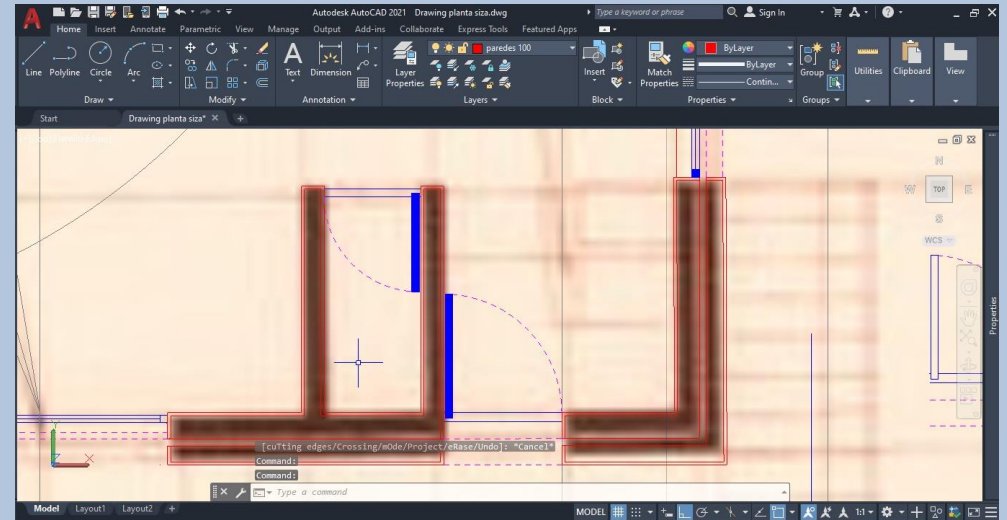 Autodesk AutoCAD 2021 Drawing planta siza.dwg
Type a keyword or phrase
Sign In
Home Insert Annotate Parametric View Manage Output Add-ins Collaborate Express Tools Featured Apps
Line Polyline Circle Arc
Text Dimension
Layer Properties
paredes 100
Insert
Match Properties
ByLayer
ByLayer
Contin...
Group
Utilities
Clipboard
View
Draw Modify Annotation Layers Block Properties Groups
Start Drawing planta siza*
N
W TOP E
S
WCS
Properties
Y
X
[cuTting edges/Crossing/mOde/Project/eRase/Undo]: *Cancel*
Command:
Command:
Type a command
Model Layout1 Layout2 +
MODEL 1:1